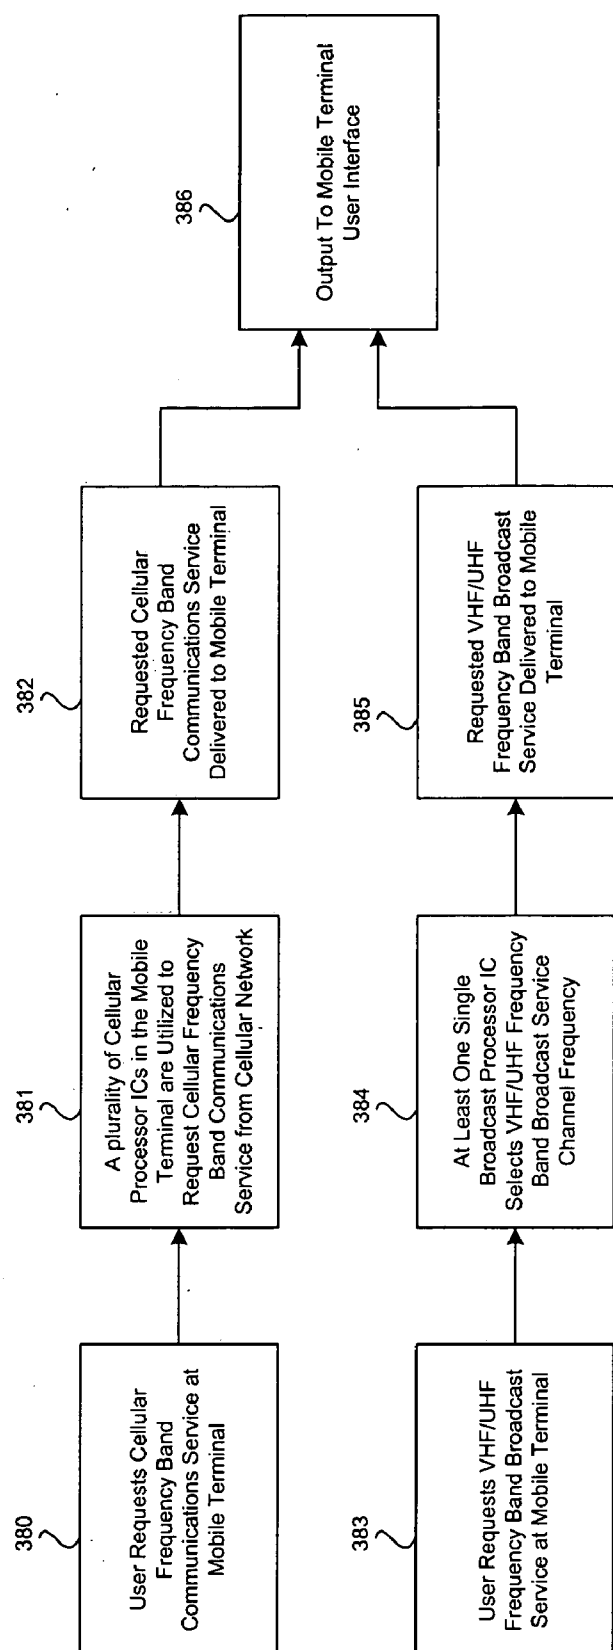 380
User Requests Cellular
Frequency Band
Communications Service at
Mobile Terminal
381
A plurality of Cellular
Processor ICs in the Mobile
Terminal are Utilized to
Request Cellular Frequency
Band Communications
Service from Cellular Network
382
Requested Cellular
Frequency Band
Communications Service
Delivered to Mobile Terminal
383
User Requests VHF/UHF
Frequency Band Broadcast
Service at Mobile Terminal
384
At Least One Single
Broadcast Processor IC
Selects VHF/UHF Frequency
Band Broadcast Service
Channel Frequency
385
Requested VHF/UHF
Frequency Band Broadcast
Service Delivered to Mobile
Terminal
386
Output To Mobile Terminal
User Interface